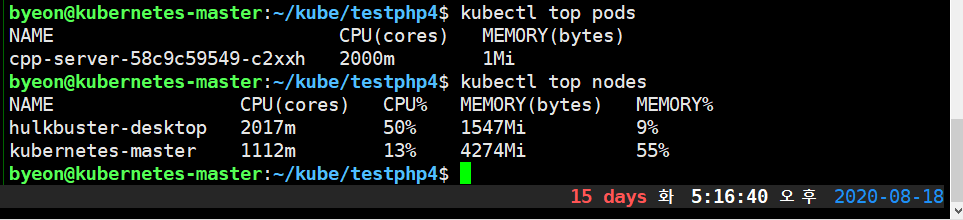 byeon@kubernetes-master:~/kube/testphp4$ kubectl top pods
NAME CPU(cores) MEMORY(bytes)
cpp-server-58c9c59549-c2xxh 2000m 1Mi
byeon@kubernetes-master:~/kube/testphp4$ kubectl top nodes
NAME CPU(cores) CPU% MEMORY(bytes) MEMORY%
hulkbuster-desktop 2017m 50% 1547Mi 9%
kubernetes-master 1112m 13% 4274Mi 55%
byeon@kubernetes-master:~/kube/testphp4$
15 days 화 5:16:40 오후 2020-08-18